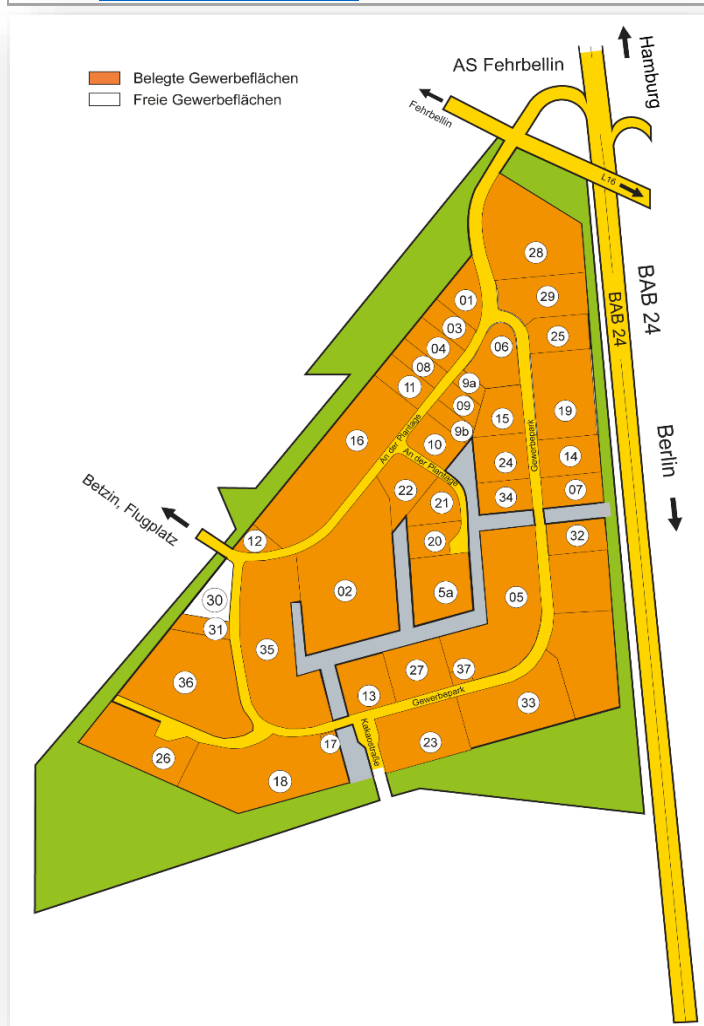 Hamburg
AS Fehrbellin
Belegte Gewerbeflächen
Freie Gewerbeflächen
Fehrbellin
L16
28
BAB 24
BAB 24
29
01
03
25
06
04
08
9a
11
09
19
15
An der Plantage
Gewerbepark
16
9b
10
Berlin
An der Plantage
14
24
22
07
34
21
Betzin, Flugplatz
32
12
20
02
5a
05
30
31
35
27
37
36
13
Gewerbepark
33
Kakaostraße
17
23
26
18